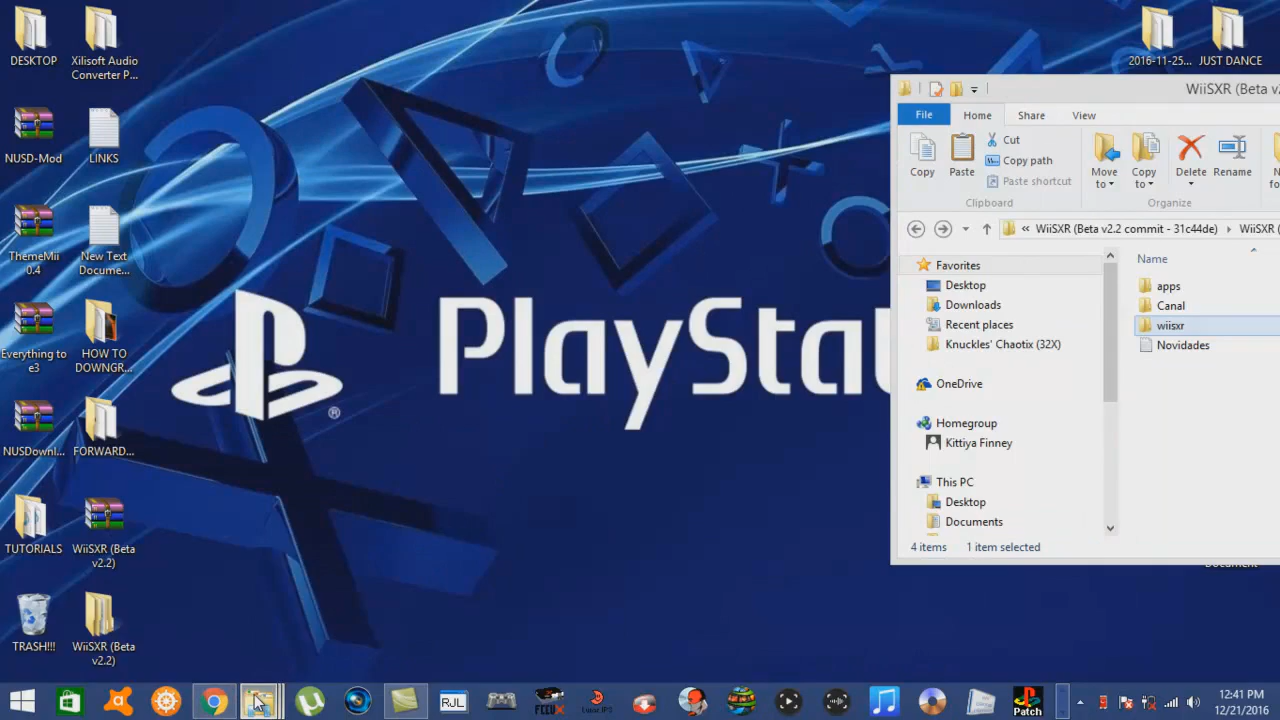 DESKTOP
Xilisoft Audio
Converter P...
NUSD-Mod
LINKS
ThemeMii
0.4
New Text
Docume...
Everything to
e3
HOW TO
DOWNGR...
NUSDownl...
FORWARD...
TUTORIALS
WiiSXR (Beta
v2.2)
TRASH!!!
WiiSXR (Beta
v2.2)
PlayStat
®
2016-11-25...
JUST DANCE
WiiSXR (Beta v2
File
Home
Share
View
Copy
Paste
Cut
Copy path
Paste shortcut
Move
to
Copy
to
Delete
Rename
Clipboard
Organize
« WiiSXR (Beta v2.2 commit - 31c44de)
WiiSXR (
Favorites
Desktop
Downloads
Recent places
Knuckles' Chaotix (32X)
OneDrive
Homegroup
Kittiya Finney
This PC
Desktop
Documents
Name
apps
Canal
wiisxr
Novidades
4 items
1 item selected
RJL
Patch
12:41 PM
12/21/2016